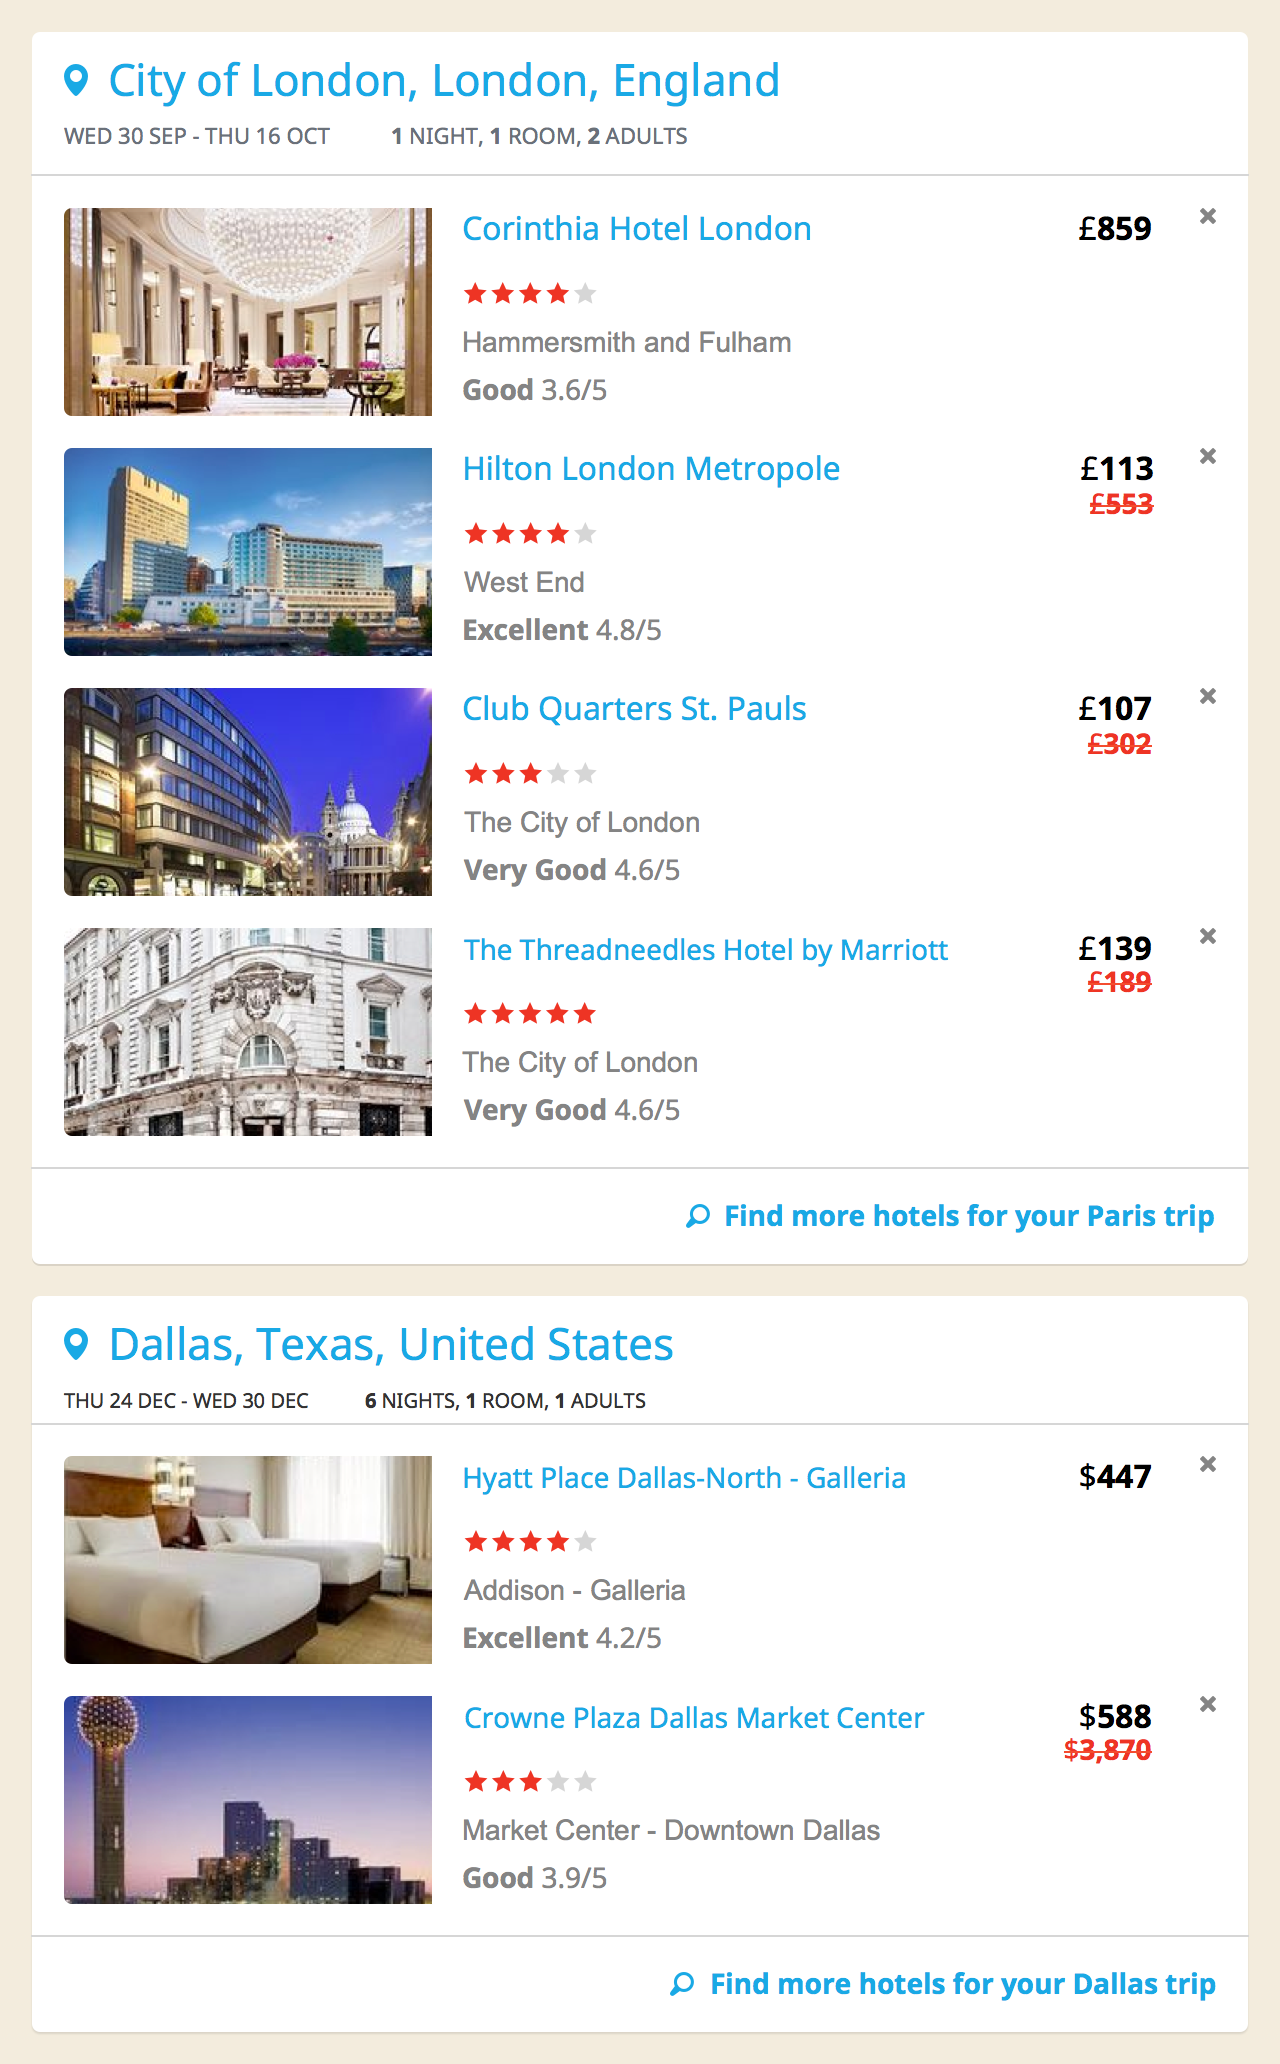 City of London, London, England
WED 30 SEP - THU 16 OCT 1 NIGHT, 1 ROOM, 2 ADULTS
Corinthia Hotel London £859
Hammersmith and Fulham
Good 3.6/5
Hilton London Metropole £113
£553
West End
Excellent 4.8/5
Club Quarters St. Pauls £107
£302
The City of London
Very Good 4.6/5
The Threadneedles Hotel by Marriott £139
£189
The City of London
Very Good 4.6/5
Find more hotels for your Paris trip
Dallas, Texas, United States
THU 24 DEC - WED 30 DEC 6 NIGHTS, 1 ROOM, 1 ADULTS
Hyatt Place Dallas-North - Galleria $447
Addison - Galleria
Excellent 4.2/5
Crowne Plaza Dallas Market Center $588
$3,870
Market Center - Downtown Dallas
Good 3.9/5
Find more hotels for your Dallas trip